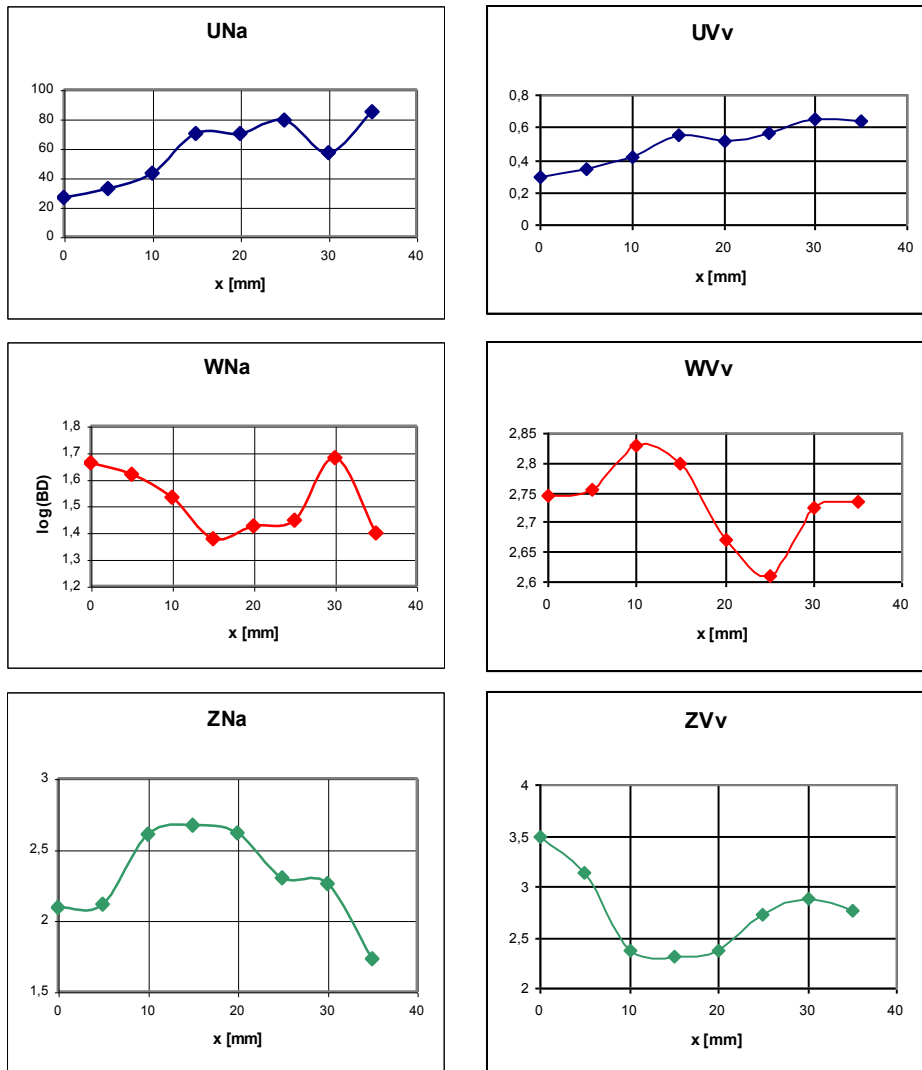 UNa
100
80
60
40
20
0
0 10 20 30 40
x [mm]
UVv
0,8
0,6
0,4
0,2
0
0 10 20 30 40
x [mm]
WNa
log(BD)
1,8
1,7
1,6
1,5
1,4
1,3
1,2
0 10 20 30 40
x [mm]
WVv
2,85
2,8
2,75
2,7
2,65
2,6
0 10 20 30 40
x [mm]
ZNa
3
2,5
2
1,5
0 10 20 30 40
x [mm]
ZVv
4
3,5
3
2,5
2
0 10 20 30 40
x [mm]